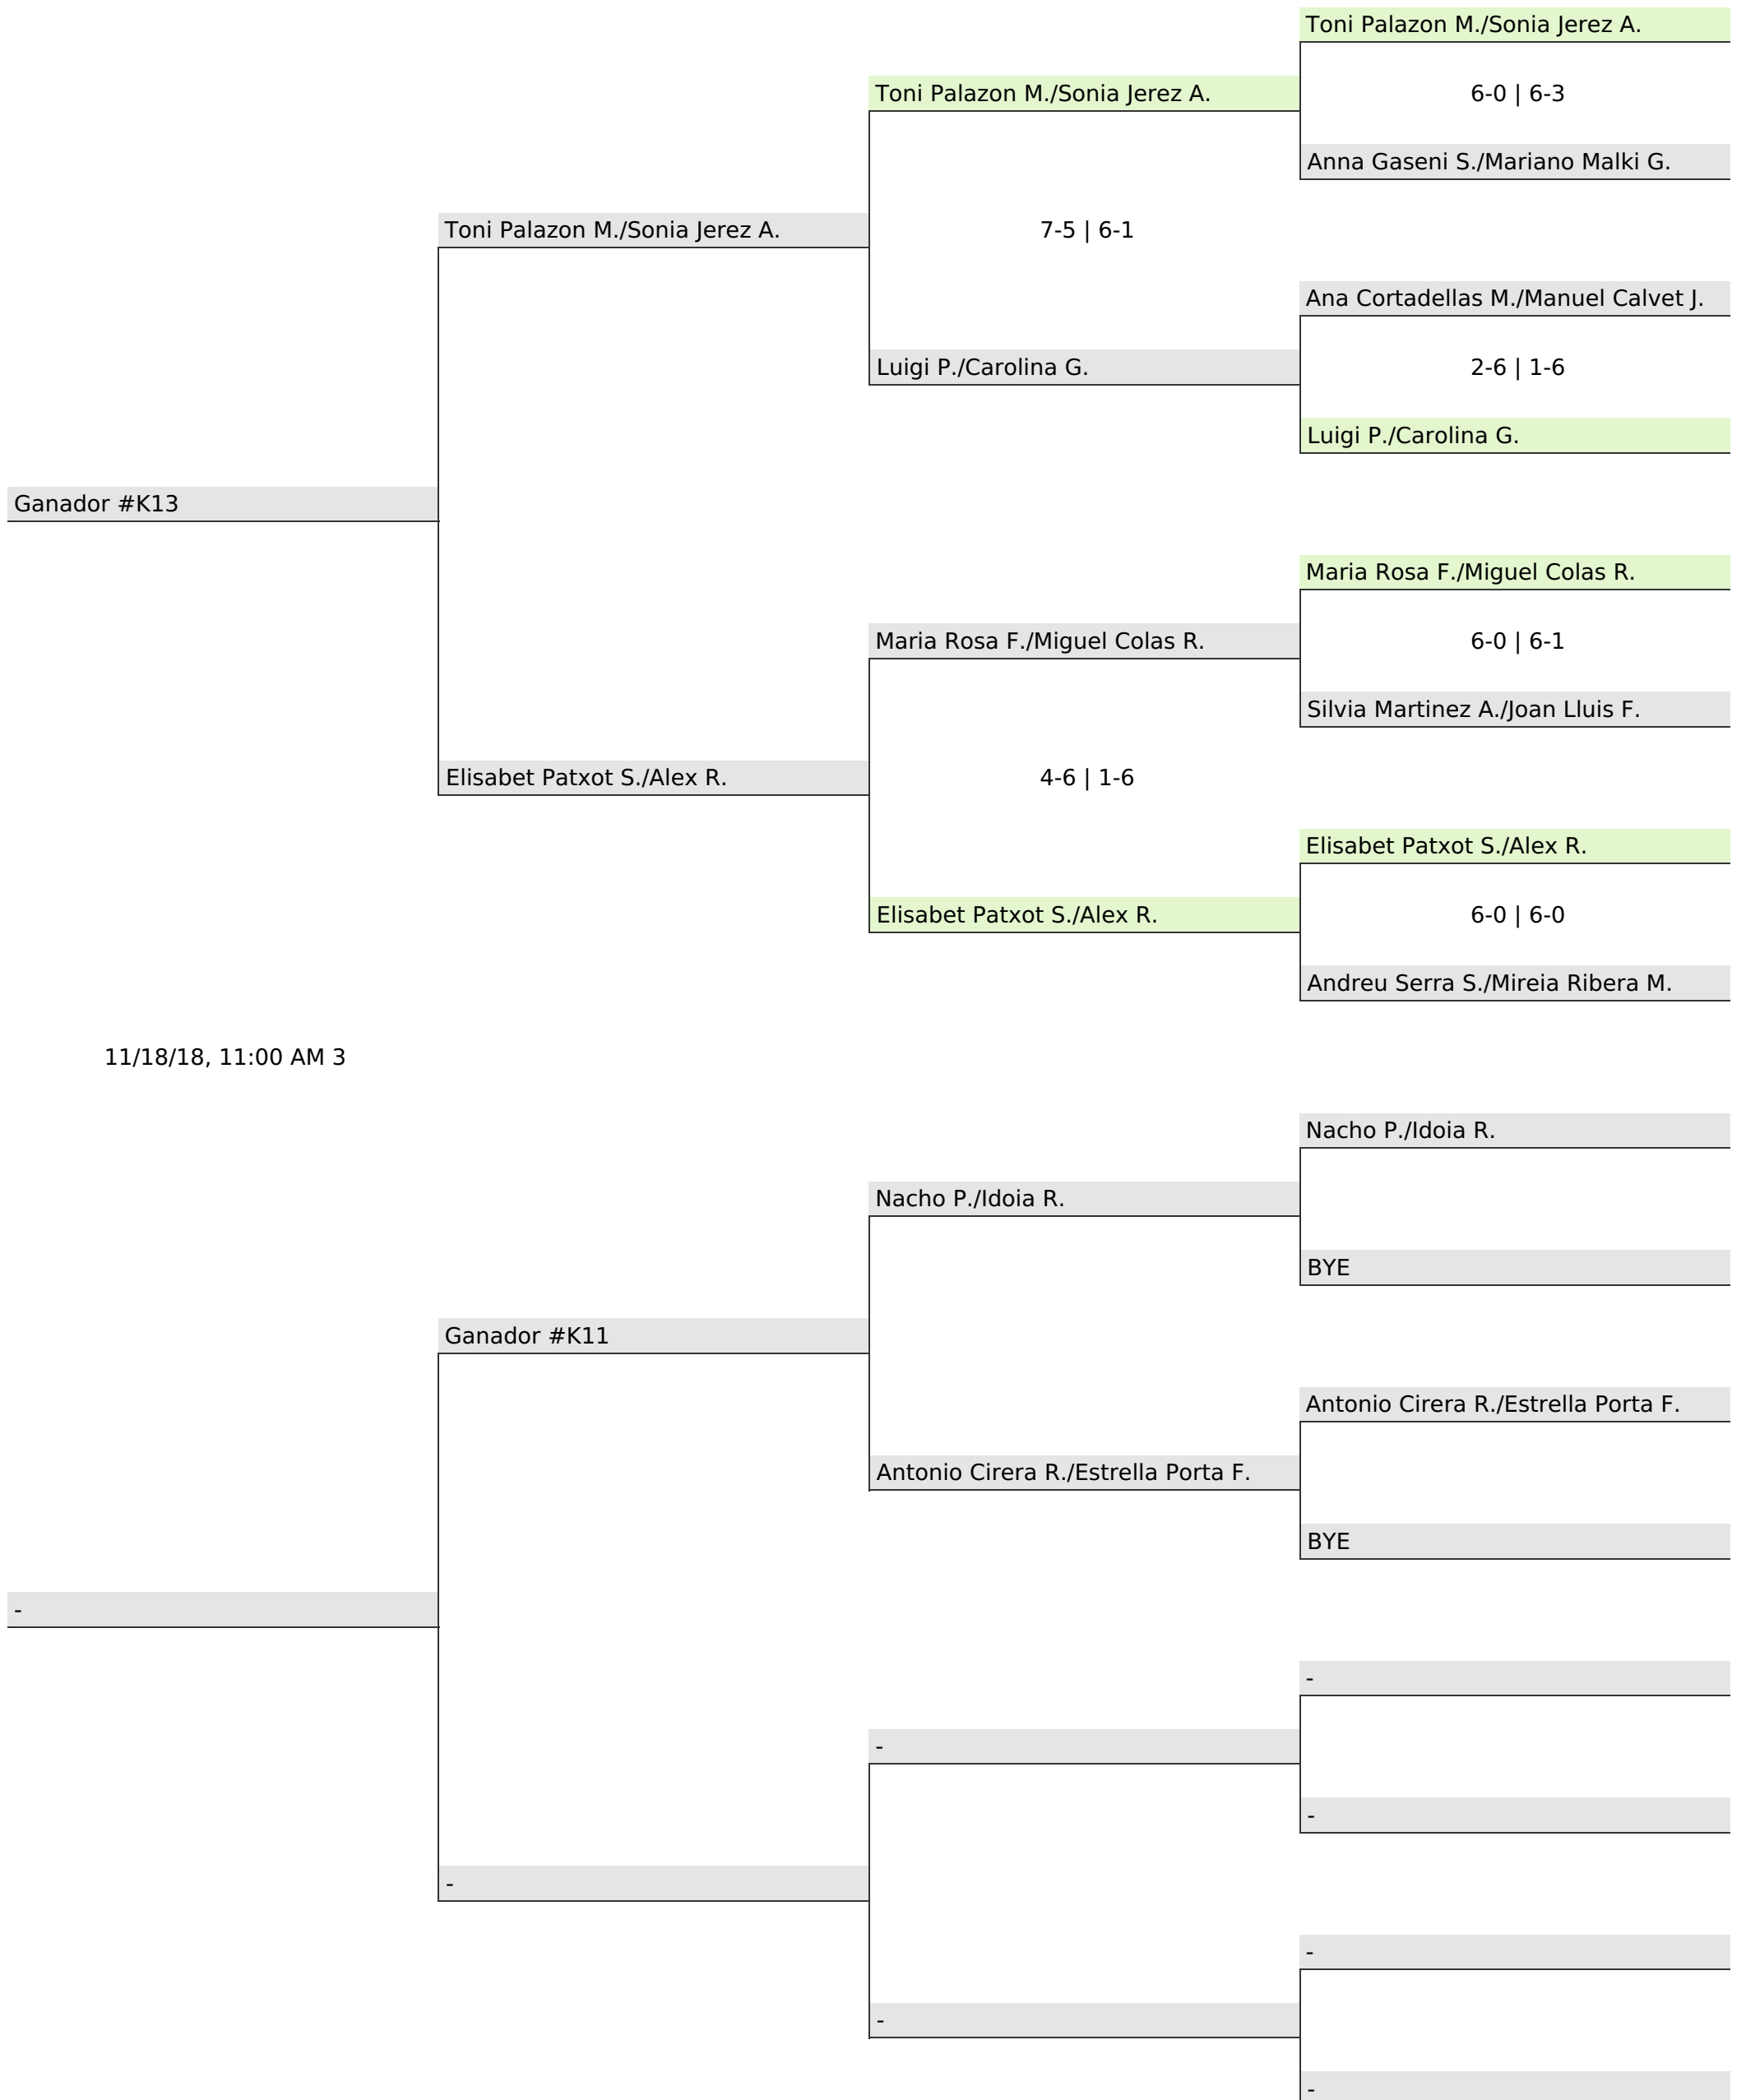 Toni Palazon M./Sonia Jerez A.
Toni Palazon M./Sonia Jerez A.
6-0 | 6-3
Anna Gaseni S./Mariano Malki G.
Toni Palazon M./Sonia Jerez A.
7-5 | 6-1
Ana Cortadellas M./Manuel Calvet J.
Luigi P./Carolina G.
2-6 | 1-6
Luigi P./Carolina G.
Ganador #K13
Maria Rosa F./Miguel Colas R.
Maria Rosa F./Miguel Colas R.
6-0 | 6-1
Silvia Martinez A./Joan Lluis F.
Elisabet Patxot S./Alex R.
4-6 | 1-6
Elisabet Patxot S./Alex R.
Elisabet Patxot S./Alex R.
6-0 | 6-0
Andreu Serra S./Mireia Ribera M.
11/18/18, 11:00 AM 3
Nacho P./Idoia R.
Nacho P./Idoia R.
BYE
Ganador #K11
Antonio Cirera R./Estrella Porta F.
Antonio Cirera R./Estrella Porta F.
BYE
-
-
-
-
-
-
-
-